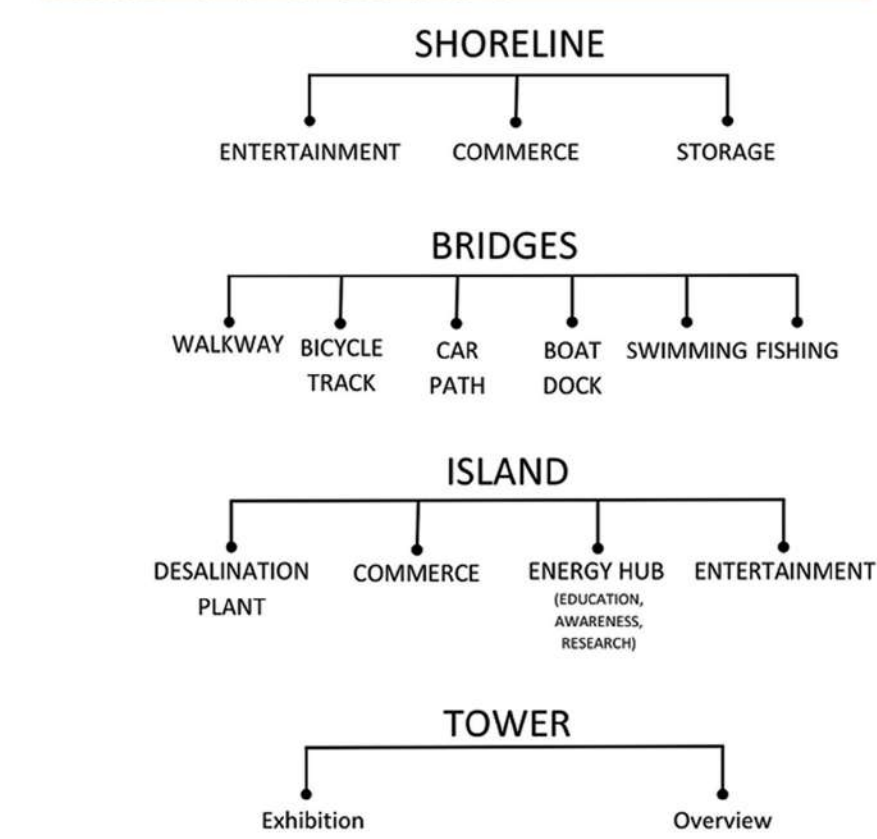 SHORELINE
ENTERTAINMENT COMMERCE STORAGE
BRIDGES
WALKWAY BICYCLE TRACK CAR PATH BOAT DOCK SWIMMING FISHING
ISLAND
DESALINATION PLANT COMMERCE ENERGY HUB (EDUCATION, AWARENESS, RESEARCH) ENTERTAINMENT
TOWER
Exhibition Overview